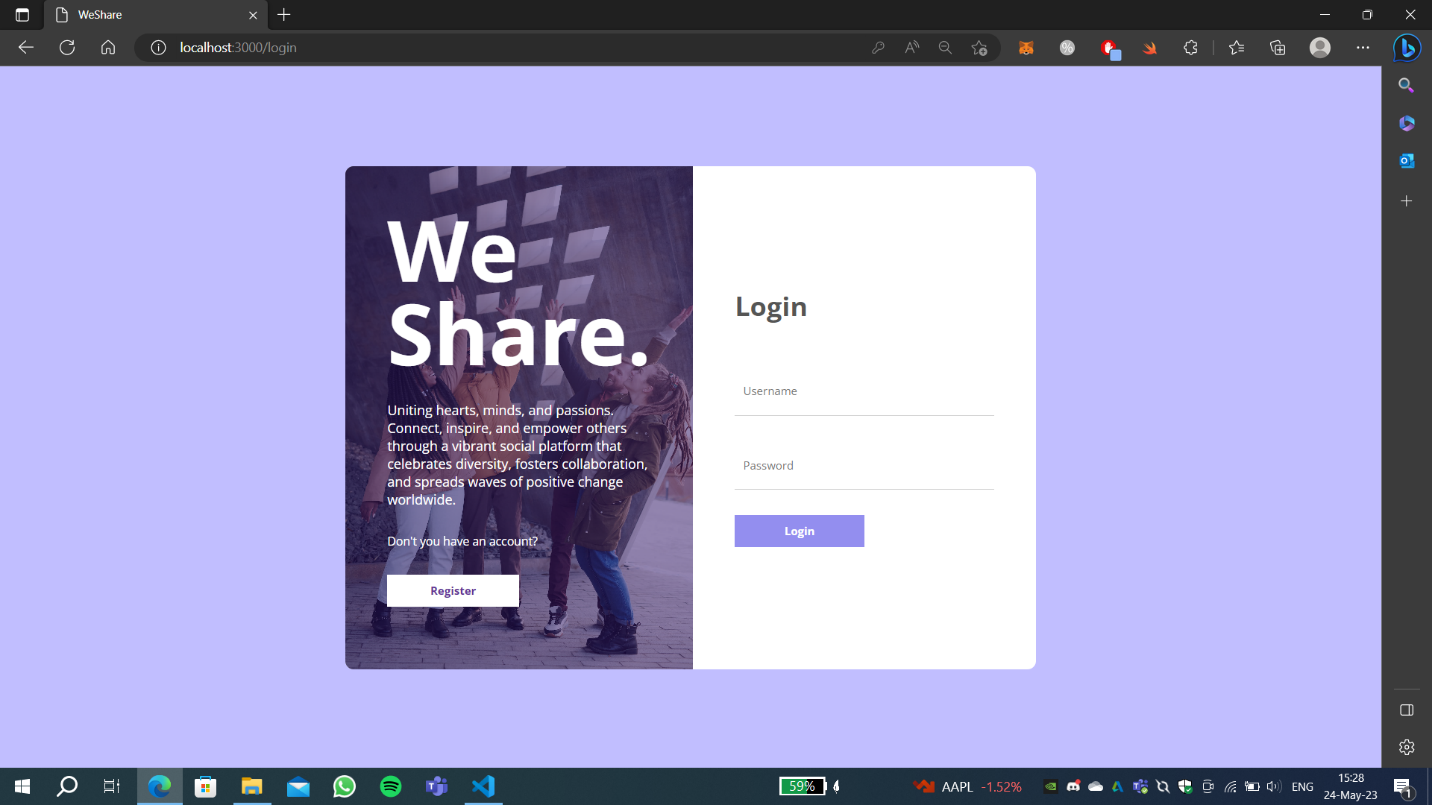 WeShare
localhost:3000/login
We
Share.
Uniting hearts, minds, and passions.
Connect, inspire, and empower others
through a vibrant social platform that
celebrates diversity, fosters collaboration,
and spreads waves of positive change
worldwide.
Don't you have an account?
Register
Login
Username
Password
Login
59%
AAPL -1.52%
ENG
15:28
24-May-23
1